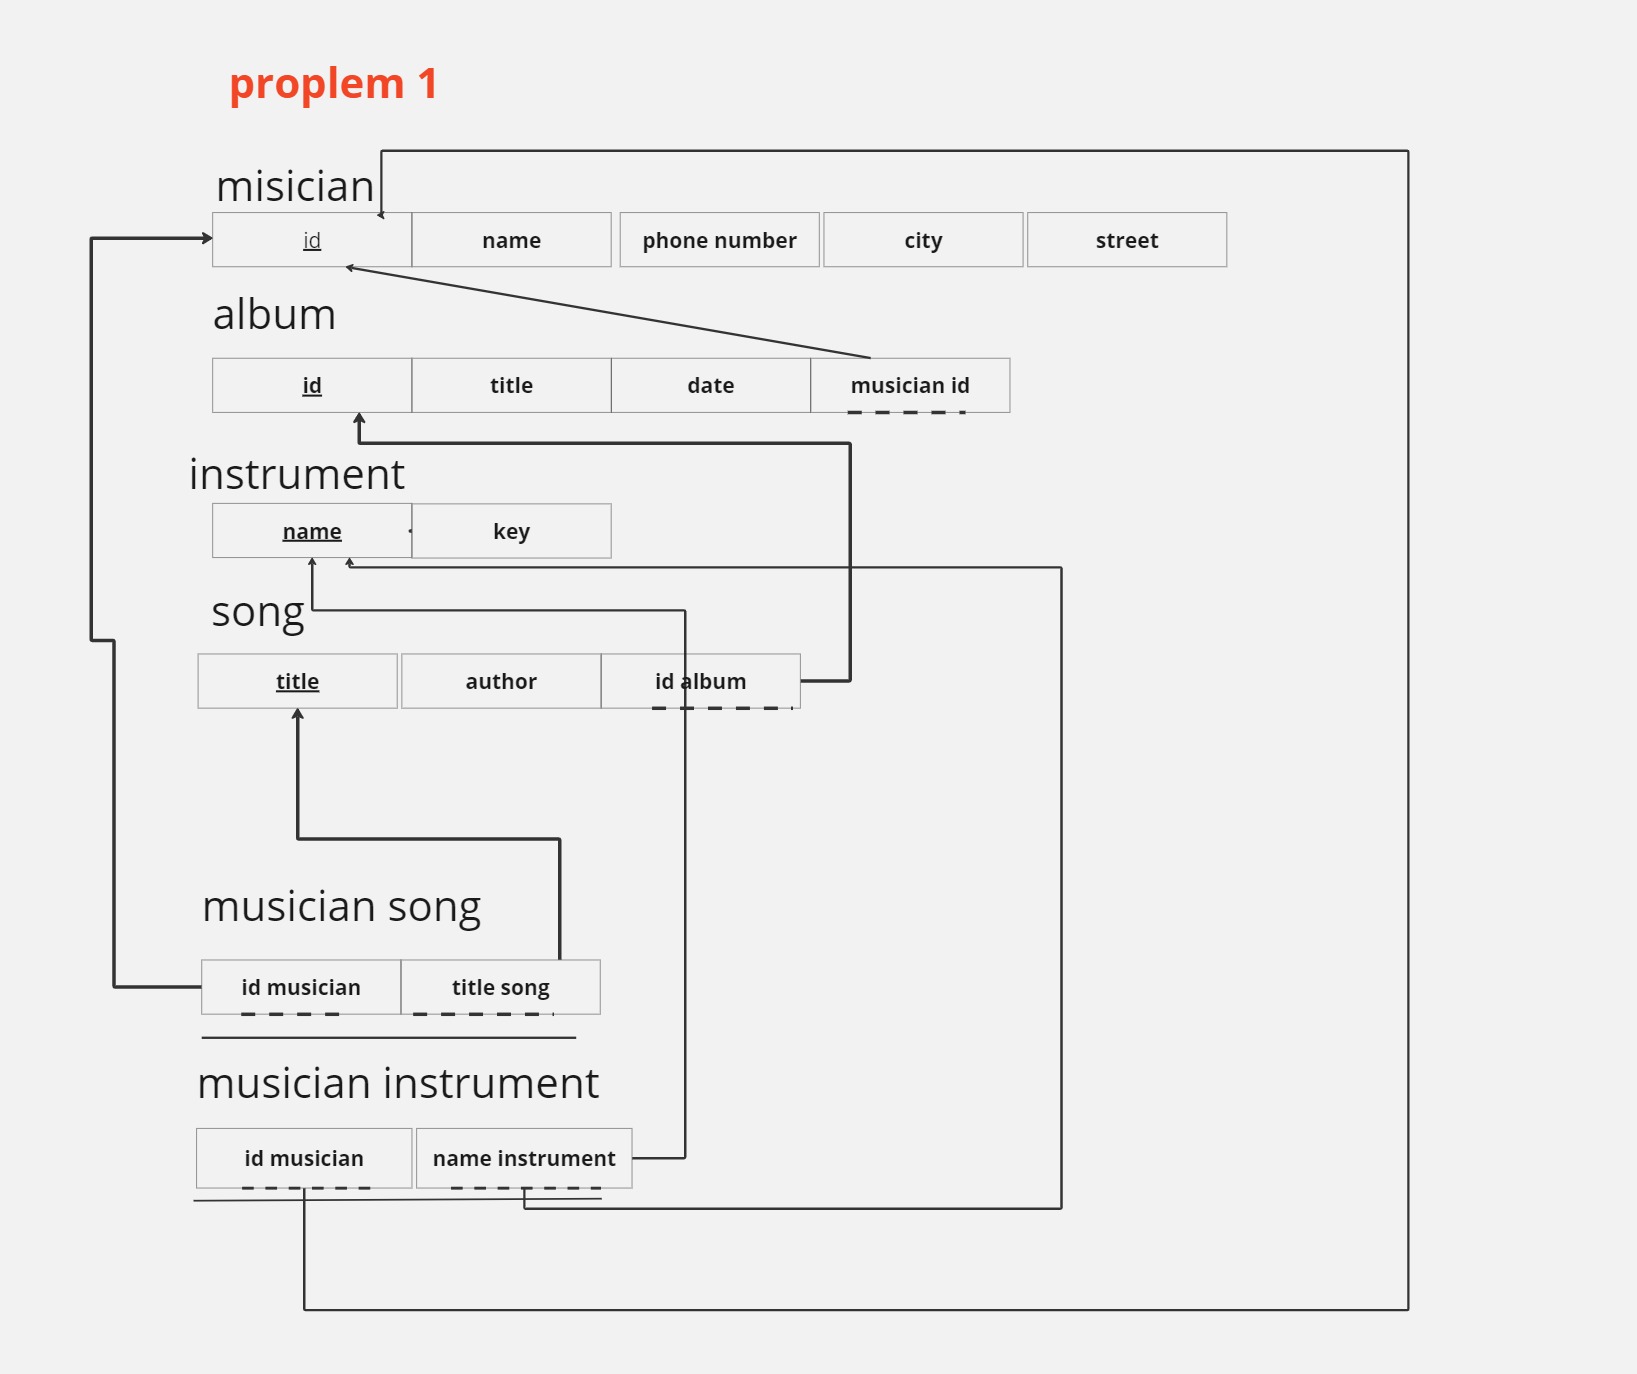 proplem 1
misician
id name phone number city street
album
id title date musician id
instrument
name key
song
title author id album
musician song
id musician title song
musician instrument
id musician name instrument